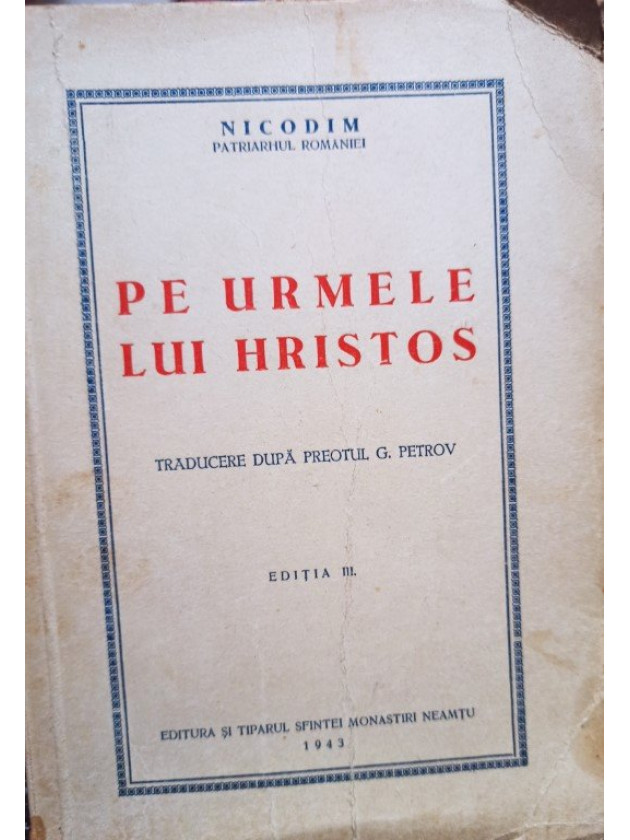 NICODIM
PATRIARHUL ROMÂNIEI
PE URMELE
LUI HRISTOS
TRADUCERE DUPĂ PREOTUL G. PETROV
EDIȚIA III.
EDITURA ȘI TIPARUL SFINTEI MONASTIRI NEAMȚU
1943